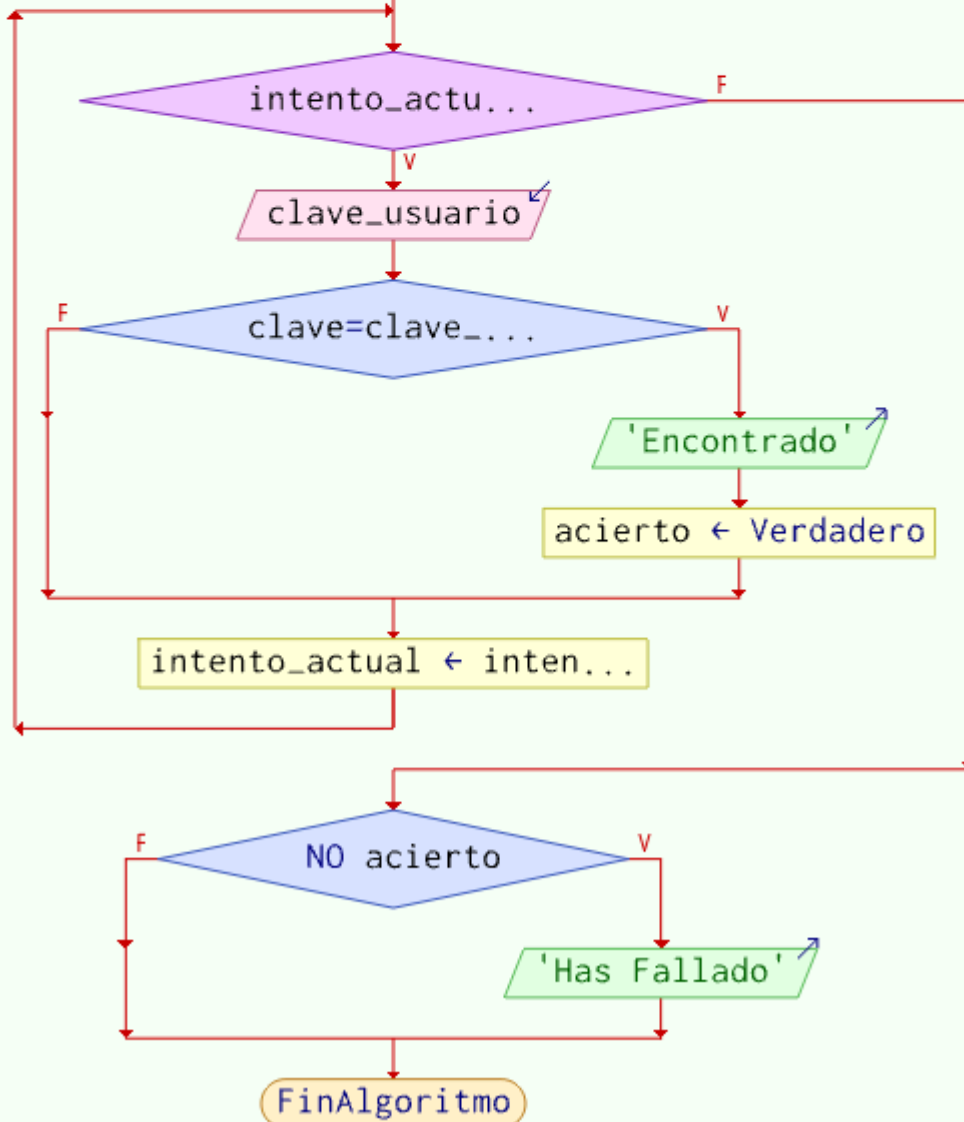 intento_actu...
F
V
clave_usuario
F
clave=clave_...
V
'Encontrado'
acierto ← Verdadero
intento_actual ← inten...
F
NO acierto
V
'Has Fallado'
FinAlgoritmo